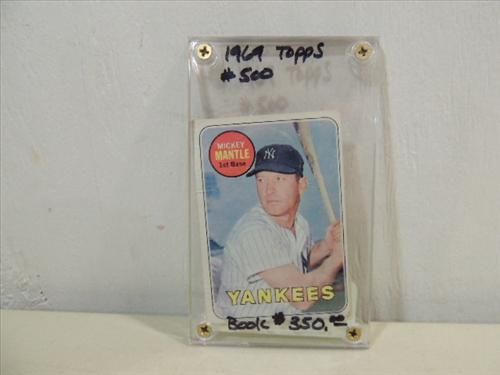 1969 TOPPS
#500
MICKEY
MANTLE
1st Base
NY
YANKEES
Book $350.00